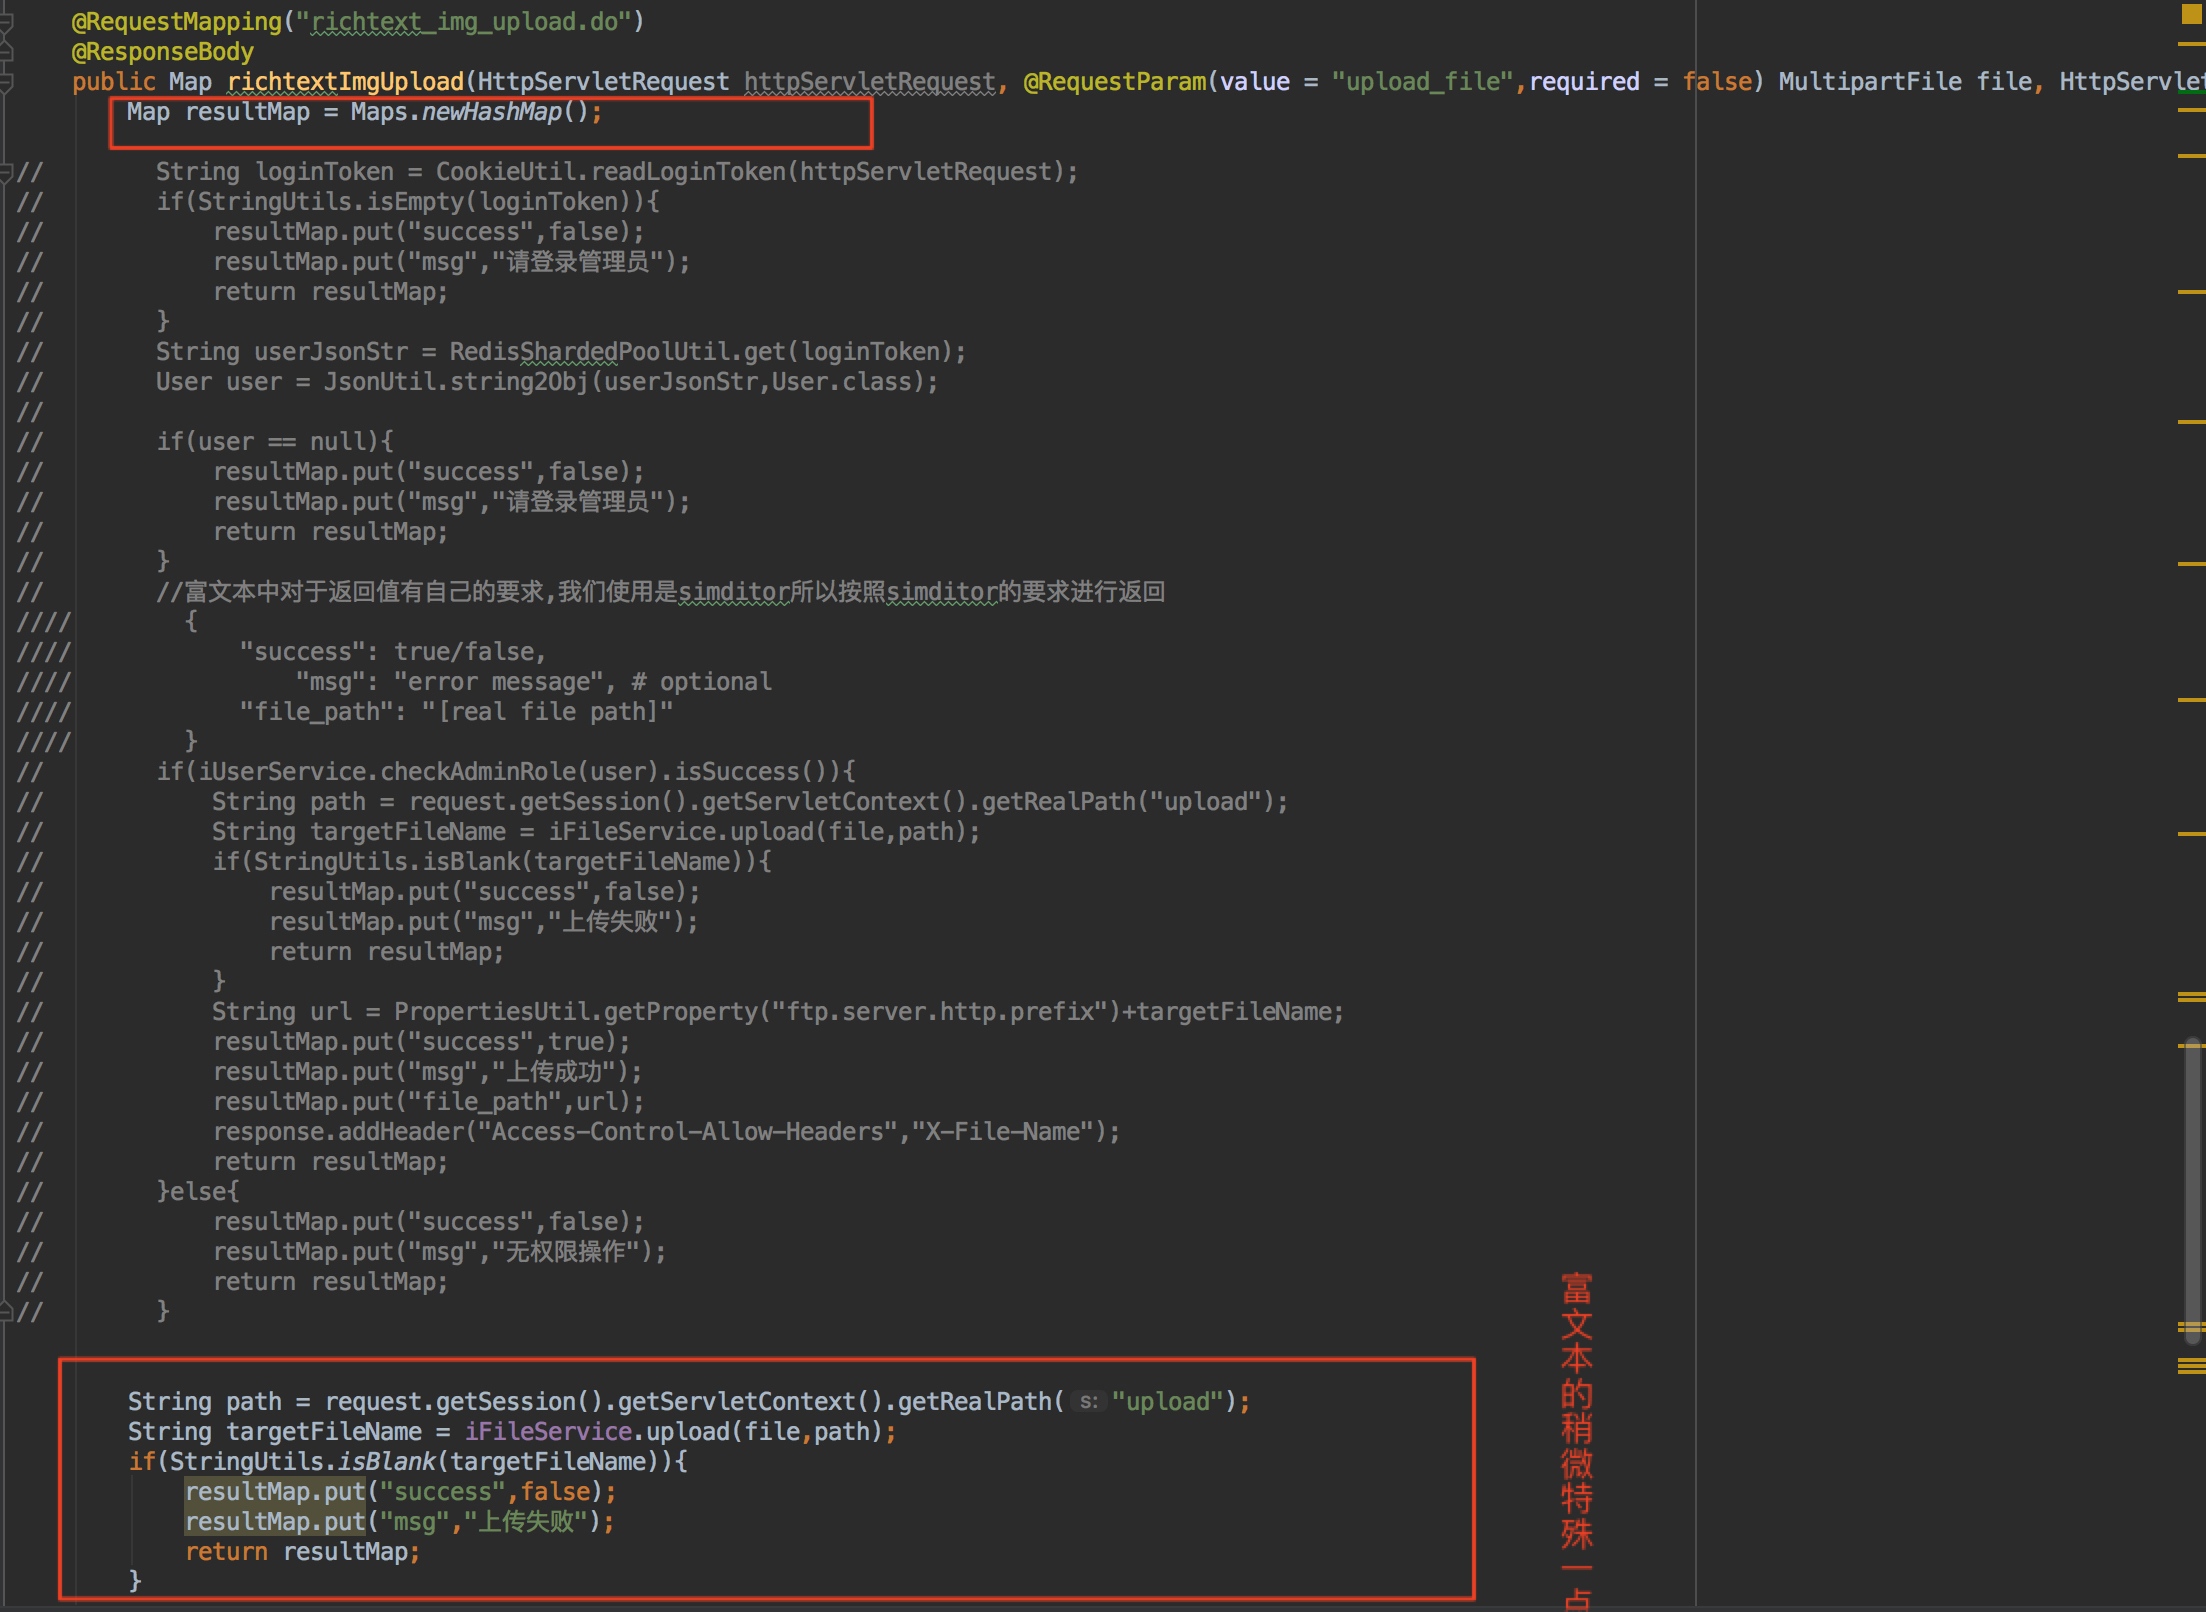 @RequestMapping("richtext_img_upload.do")
@ResponseBody
public Map richtextImgUpload(HttpServletRequest httpServletRequest, @RequestParam(value = "upload_file",required = false) MultipartFile file, HttpServlet
Map resultMap = Maps.newHashMap();
//        String loginToken = CookieUtil.readLoginToken(httpServletRequest);
//        if(StringUtils.isEmpty(loginToken)){
//            resultMap.put("success",false);
//            resultMap.put("msg","请登录管理员");
//            return resultMap;
//        }
//        String userJsonStr = RedisShardedPoolUtil.get(loginToken);
//        User user = JsonUtil.string2Obj(userJsonStr,User.class);
//
//        if(user == null){
//            resultMap.put("success",false);
//            resultMap.put("msg","请登录管理员");
//            return resultMap;
//        }
//        //富文本中对于返回值有自己的要求,我们使用是simditor所以按照simditor的要求进行返回
////        {
////            "success": true/false,
////                "msg": "error message", # optional
////            "file_path": "[real file path]"
////        }
//        if(iUserService.checkAdminRole(user).isSuccess()){
//            String path = request.getSession().getServletContext().getRealPath("upload");
//            String targetFileName = iFileService.upload(file,path);
//            if(StringUtils.isBlank(targetFileName)){
//                resultMap.put("success",false);
//                resultMap.put("msg","上传失败");
//                return resultMap;
//            }
//            String url = PropertiesUtil.getProperty("ftp.server.http.prefix")+targetFileName;
//            resultMap.put("success",true);
//            resultMap.put("msg","上传成功");
//            resultMap.put("file_path",url);
//            response.addHeader("Access-Control-Allow-Headers","X-File-Name");
//            return resultMap;
//        }else{
//            resultMap.put("success",false);
//            resultMap.put("msg","无权限操作");
//            return resultMap;
//        }
String path = request.getSession().getServletContext().getRealPath( s: "upload");
String targetFileName = iFileService.upload(file,path);
if(StringUtils.isBlank(targetFileName)){
resultMap.put("success",false);
resultMap.put("msg","上传失败");
return resultMap;
}
富文本的稍微特殊一点